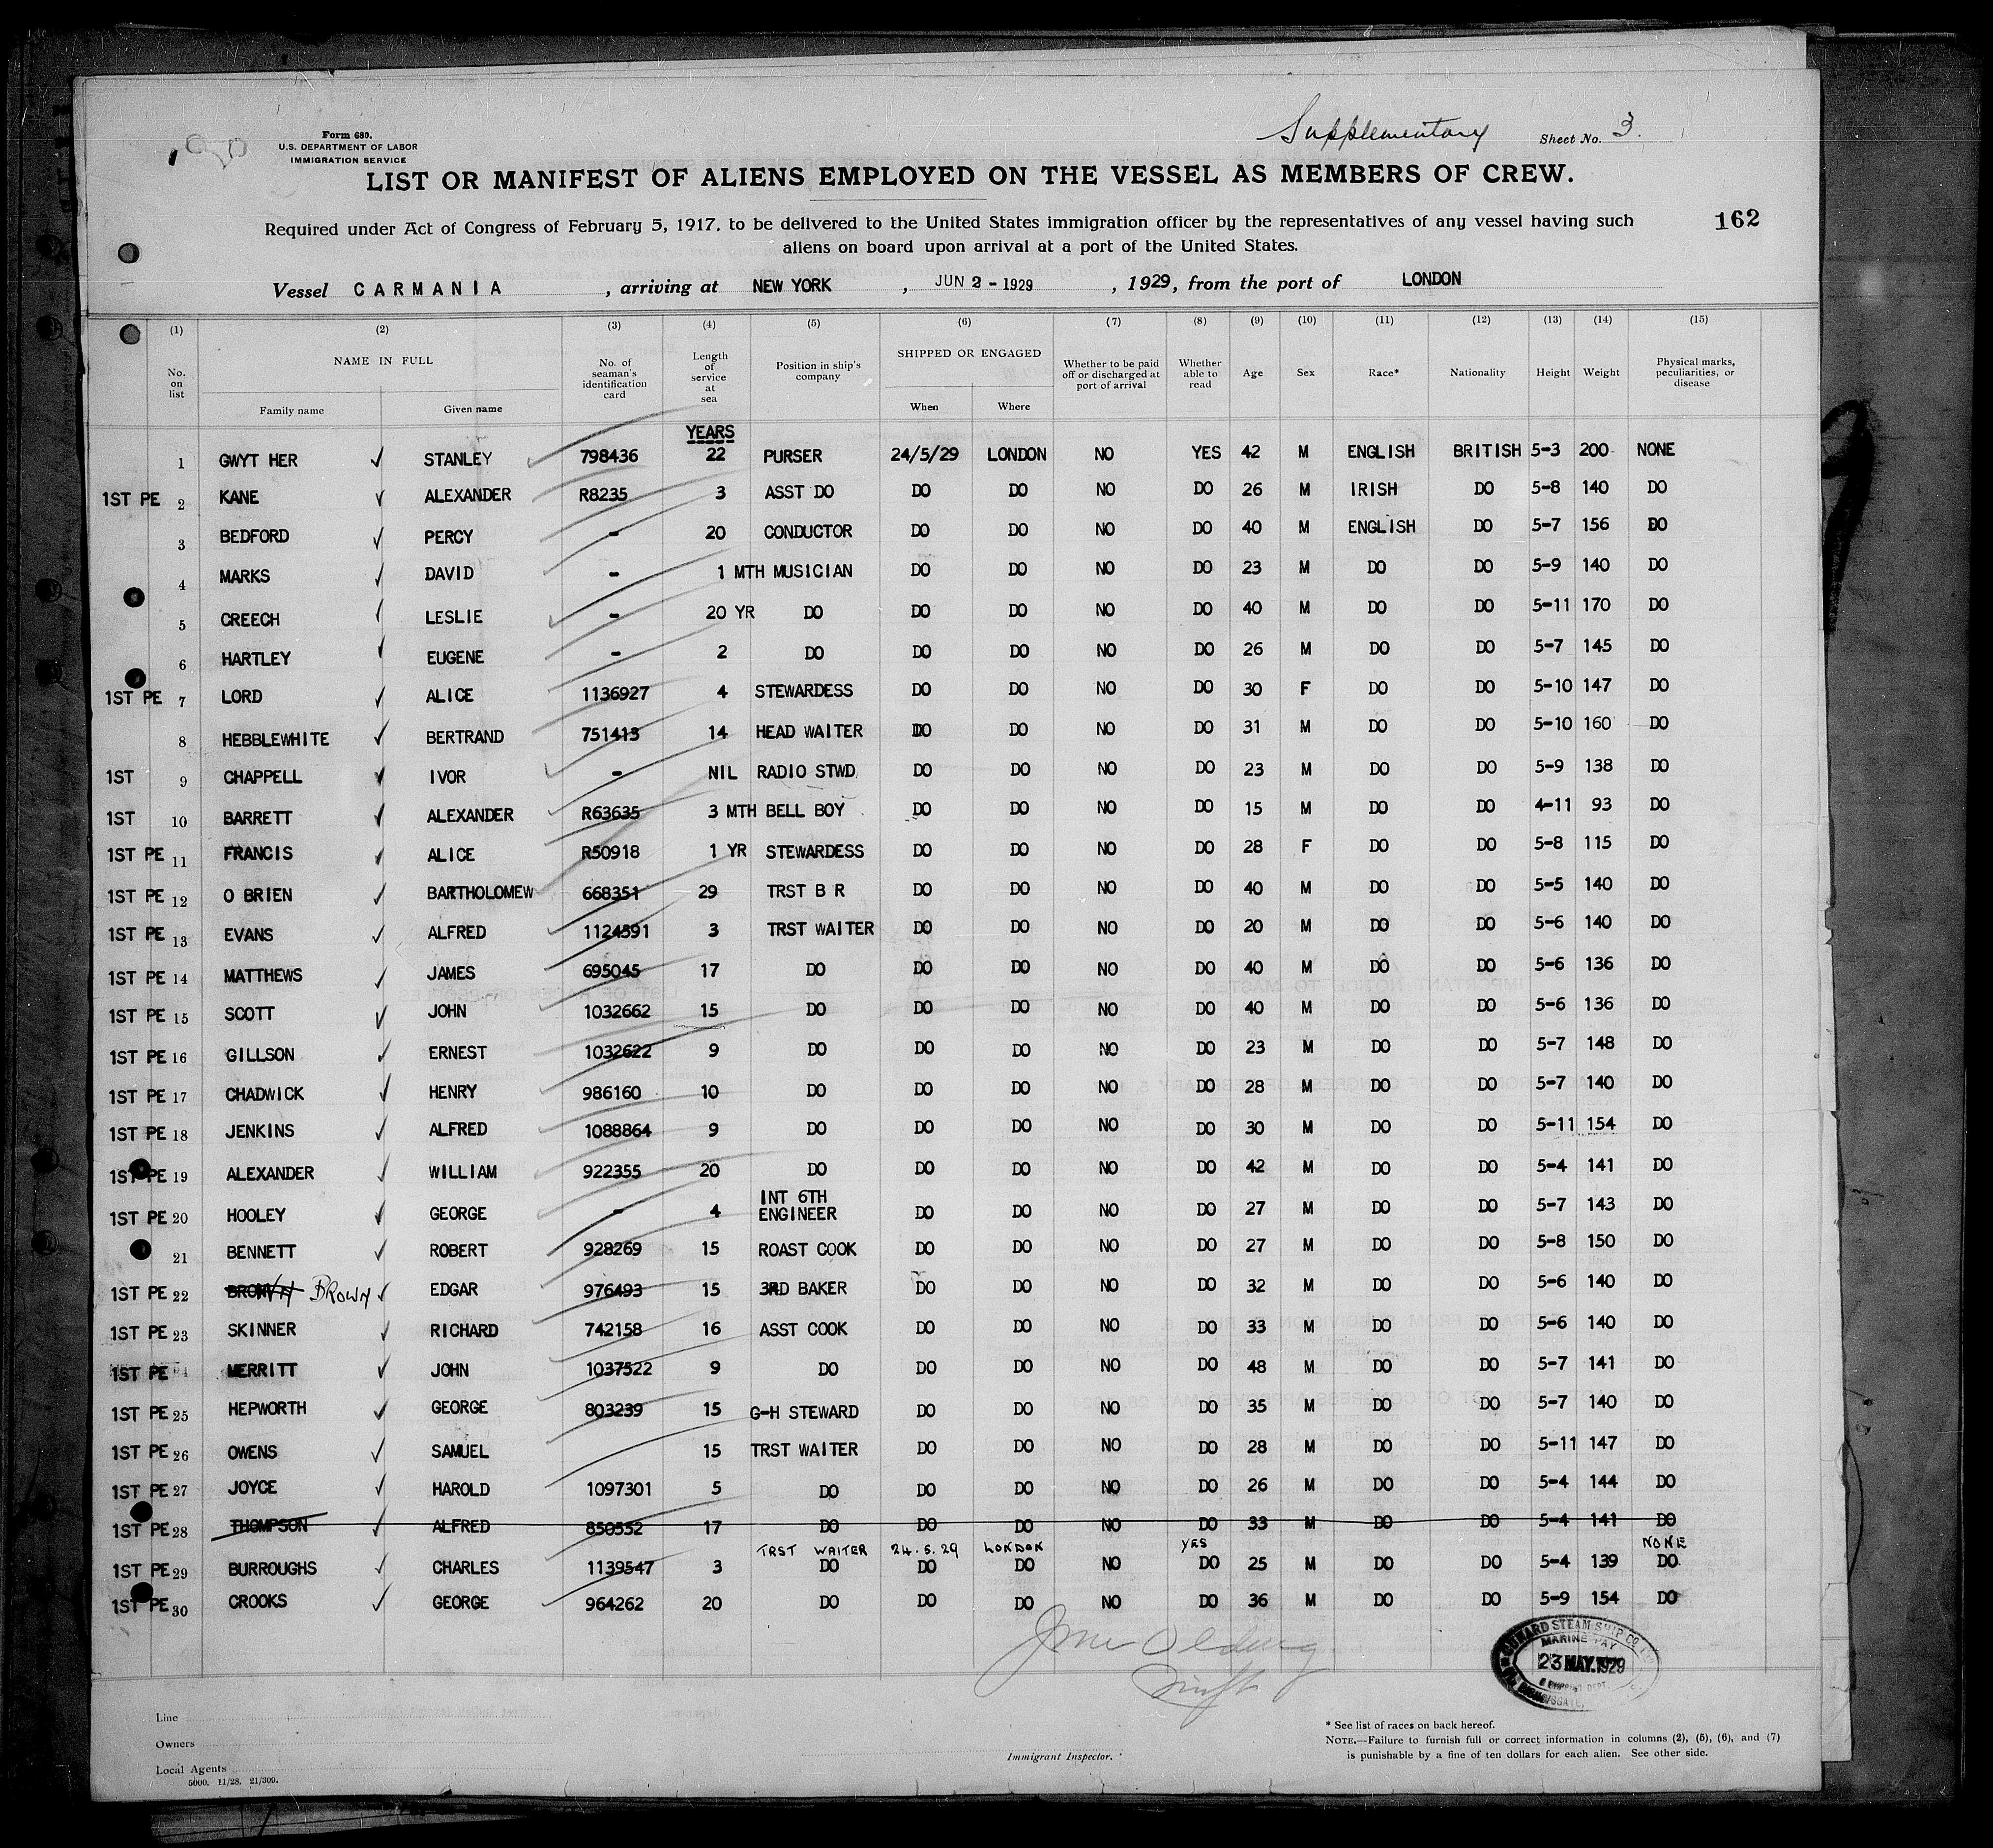 Supplementary Sheet No. 3.
Form 680.
U.S. DEPARTMENT OF LABOR
IMMIGRATION SERVICE
LIST OR MANIFEST OF ALIENS EMPLOYED ON THE VESSEL AS MEMBERS OF CREW.
162
Required under Act of Congress of February 5, 1917, to be delivered to the United States immigration officer by the representatives of any vessel having such
aliens on board upon arrival at a port of the United States.
Vessel CARMANIA, arriving at NEW YORK, JUN 2 - 1929, 1929, from the port of LONDON
(1) (2) (3) (4) (5) (6) (7) (8) (9) (10) (11) (12) (13) (14) (15)
No. on list NAME IN FULL Family name Given name No. of seaman's identification card Length of service at sea Position in ship's company SHIPPED OR ENGAGED When Where Whether to be paid off or discharged at port of arrival Whether able to read Age Sex Race* Nationality Height Weight Physical marks, peculiarities, or disease
YEARS
1 GWYT HER STANLEY 798436 22 PURSER 24/5/29 LONDON NO YES 42 M ENGLISH BRITISH 5-3 200 NONE
1ST PE 2 KANE ALEXANDER R8235 3 ASST DO DO DO NO DO 26 M IRISH DO 5-8 140 DO
3 BEDFORD PERCY - 20 CONDUCTOR DO DO NO DO 40 M ENGLISH DO 5-7 156 DO
4 MARKS DAVID - 1 MTH MUSICIAN DO DO NO DO 23 M DO DO 5-9 140 DO
5 CREECH LESLIE - 20 YR DO DO DO NO DO 40 M DO DO 5-11 170 DO
6 HARTLEY EUGENE - 2 DO DO DO NO DO 26 M DO DO 5-7 145 DO
1ST PE 7 LORD ALICE 1136927 4 STEWARDESS DO DO NO DO 30 F DO DO 5-10 147 DO
8 HEBBLEWHITE BERTRAND 751413 14 HEAD WAITER DO DO NO DO 31 M DO DO 5-10 160 DO
1ST 9 CHAPPELL IVOR - NIL RADIO STWD DO DO NO DO 23 M DO DO 5-9 138 DO
1ST 10 BARRETT ALEXANDER R63635 3 MTH BELL BOY DO DO NO DO 15 M DO DO 4-11 93 DO
1ST PE 11 FRANCIS ALICE R50918 1 YR STEWARDESS DO DO NO DO 28 F DO DO 5-8 115 DO
1ST PE 12 O BRIEN BARTHOLOMEW 668351 29 TRST B R DO DO NO DO 40 M DO DO 5-5 140 DO
1ST PE 13 EVANS ALFRED 1124591 3 TRST WAITER DO DO NO DO 20 M DO DO 5-6 140 DO
1ST PE 14 MATTHEWS JAMES 695045 17 DO DO DO NO DO 40 M DO DO 5-6 136 DO
1ST PE 15 SCOTT JOHN 1032662 15 DO DO DO NO DO 40 M DO DO 5-6 136 DO
1ST PE 16 GILLSON ERNEST 1032622 9 DO DO DO NO DO 23 M DO DO 5-7 148 DO
1ST PE 17 CHADWICK HENRY 986160 10 DO DO DO NO DO 28 M DO DO 5-7 140 DO
1ST PE 18 JENKINS ALFRED 1088864 9 DO DO DO NO DO 30 M DO DO 5-11 154 DO
1ST PE 19 ALEXANDER WILLIAM 922355 20 DO DO DO NO DO 42 M DO DO 5-4 141 DO
1ST PE 20 HOOLEY GEORGE - 4 INT 6TH ENGINEER DO DO NO DO 27 M DO DO 5-7 143 DO
21 BENNETT ROBERT 928269 15 ROAST COOK DO DO NO DO 27 M DO DO 5-8 150 DO
1ST PE 22 BROWN EDGAR 976493 15 3RD BAKER DO DO NO DO 32 M DO DO 5-6 140 DO
1ST PE 23 SKINNER RICHARD 742158 16 ASST COOK DO DO NO DO 33 M DO DO 5-6 140 DO
1ST PE MERRITT JOHN 1037522 9 DO DO DO NO DO 48 M DO DO 5-7 141 DO
1ST PE 25 HEPWORTH GEORGE 803239 15 G-H STEWARD DO DO NO DO 35 M DO DO 5-7 140 DO
1ST PE 26 OWENS SAMUEL 15 TRST WAITER DO DO NO DO 28 M DO DO 5-11 147 DO
1ST PE 27 JOYCE HAROLD 1097301 5 DO DO DO NO DO 26 M DO DO 5-4 144 DO
1ST PE 28 THOMPSON ALFRED 850552 17 DO DO DO NO DO 33 M DO DO 5-4 141 DO
TRST WAITER 24.5.29 LONDON YES NONE
1ST PE 29 BURROUGHS CHARLES 1139547 3 DO DO DO NO DO 25 M DO DO 5-4 139 DO
1ST PE 30 CROOKS GEORGE 964262 20 DO DO DO NO DO 36 M DO DO 5-9 154 DO
CUNARD STEAM SHIP CO
MARINE PAY
23 MAY.1929
& SHIPPING DEPT.
BISHOPSGATE
Line
Owners
Local Agents
5000. 11/28. 21/309.
Immigrant Inspector.
* See list of races on back hereof.
NOTE.—Failure to furnish full or correct information in columns (2), (5), (6), and (7)
is punishable by a fine of ten dollars for each alien. See other side.